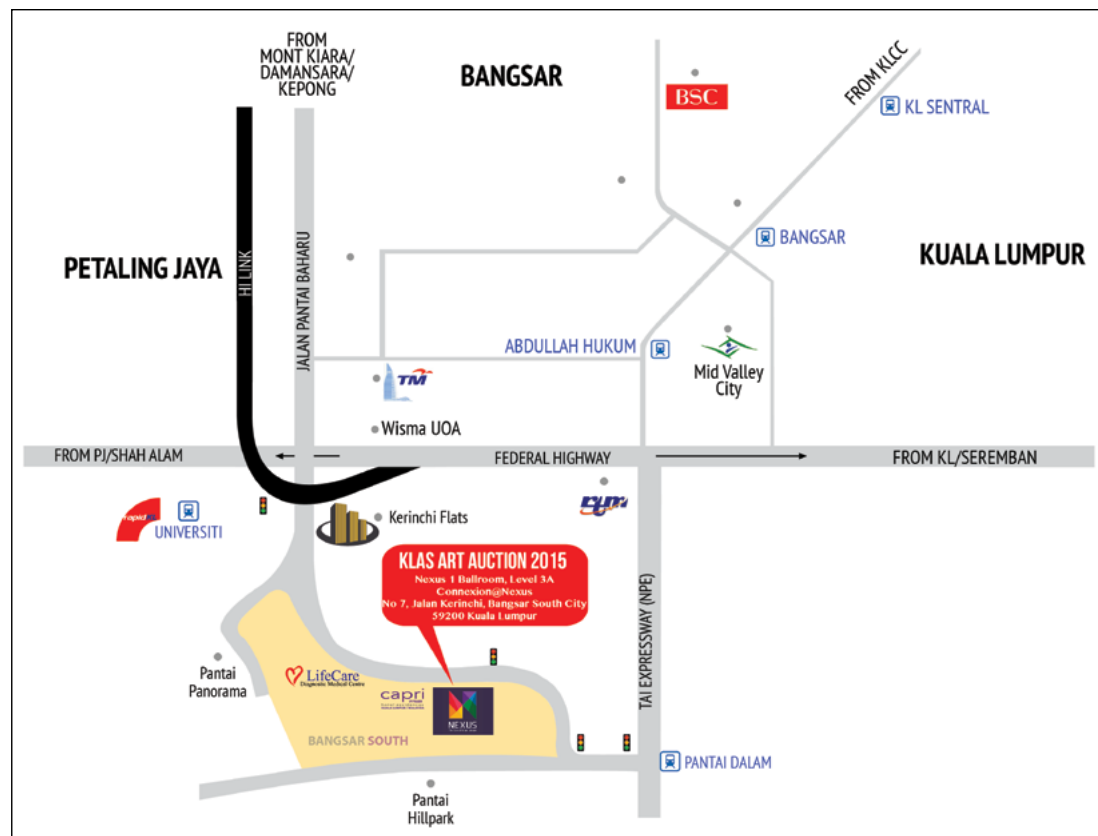 FROM
MONT KIARA/
DAMANSARA/
KEPONG
BANGSAR
BSC
FROM KLCC
KL SENTRAL
BANGSAR
PETALING JAYA
HI LINK
JALAN PANTAI BAHARU
KUALA LUMPUR
ABDULLAH HUKUM
Mid Valley
City
TM
Wisma UOA
FROM PJ/SHAH ALAM
FEDERAL HIGHWAY
FROM KL/SEREMBAN
rapid
UNIVERSITI
Kerinchi Flats
KLAS ART AUCTION 2015
Nexus 1 Ballroom, Level 3A
Connexion@Nexus
No 7, Jalan Kerinchi, Bangsar South City
59200 Kuala Lumpur
TAI EXPRESSWAY (NPE)
Pantai
Panorama
LifeCare
Diagnostic Medical Centre
capri
NEXUS
BANGSAR SOUTH
PANTAI DALAM
Pantai
Hillpark